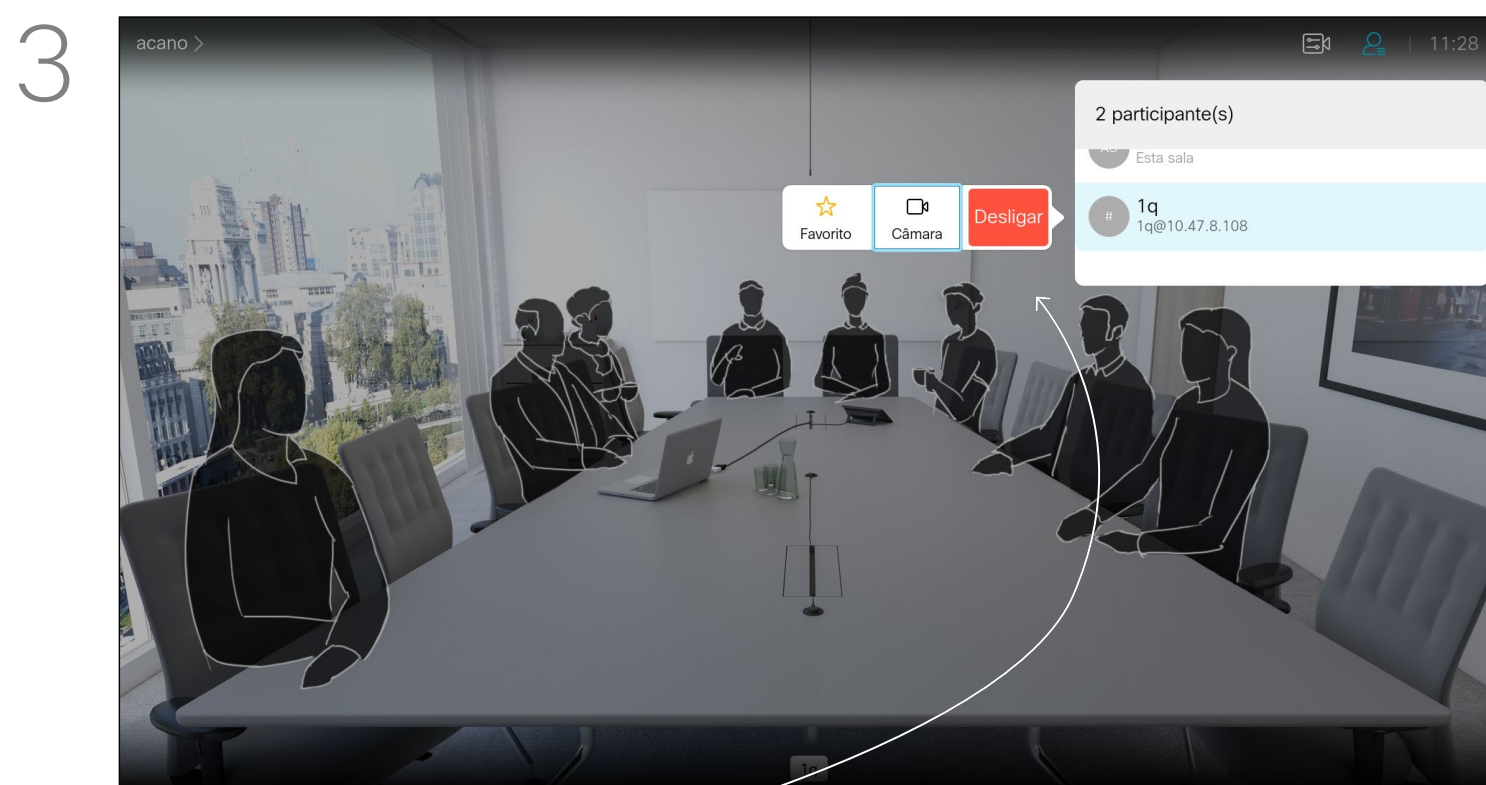 3
acano >
11:28
2 participante(s)
Esta sala
#
1q
1q@10.47.8.108
Favorito
Câmara
Desligar
1q